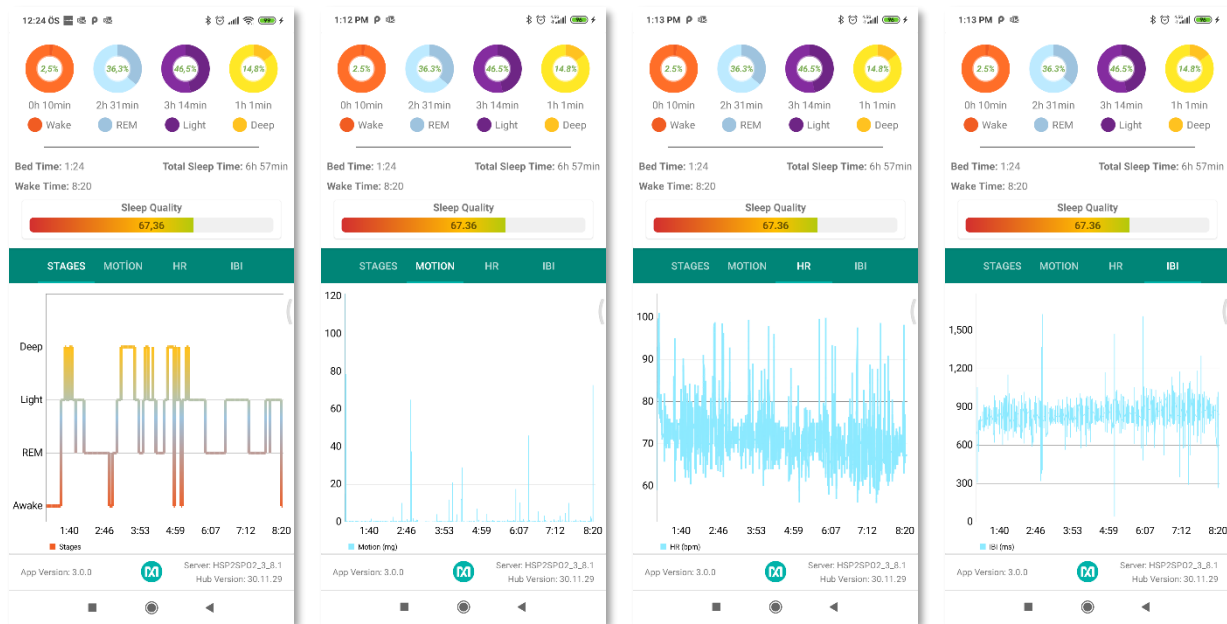 12:24 ÖS
99
2,5% 36,3% 46,5% 14,8%
0h 10min 2h 31min 3h 14min 1h 1min
Wake REM Light Deep
Bed Time: 1:24 Total Sleep Time: 6h 57min
Wake Time: 8:20
Sleep Quality
67,36
STAGES MOTİON HR IBI
Deep
Light
REM
Awake
1:40 2:46 3:53 4:59 6:07 7:12 8:20
Stages
App Version: 3.0.0 Server: HSP2SPO2_3_8.1
Hub Version: 30.11.29
1:12 PM
2.5% 36.3% 46.5% 14.8%
0h 10min 2h 31min 3h 14min 1h 1min
Wake REM Light Deep
Bed Time: 1:24 Total Sleep Time: 6h 57min
Wake Time: 8:20
Sleep Quality
67.36
STAGES MOTION HR IBI
120
100
80
60
40
20
0
1:40 2:46 3:53 4:59 6:07 7:12 8:20
Motion (mg)
App Version: 3.0.0 Server: HSP2SPO2_3_8.1
Hub Version: 30.11.29
1:13 PM
2.5% 36.3% 46.5% 14.8%
0h 10min 2h 31min 3h 14min 1h 1min
Wake REM Light Deep
Bed Time: 1:24 Total Sleep Time: 6h 57min
Wake Time: 8:20
Sleep Quality
67.36
STAGES MOTION HR IBI
100
90
80
70
60
1:40 2:46 3:53 4:59 6:07 7:12 8:20
HR (bpm)
App Version: 3.0.0 Server: HSP2SPO2_3_8.1
Hub Version: 30.11.29
1:13 PM
2.5% 36.3% 46.5% 14.8%
0h 10min 2h 31min 3h 14min 1h 1min
Wake REM Light Deep
Bed Time: 1:24 Total Sleep Time: 6h 57min
Wake Time: 8:20
Sleep Quality
67.36
STAGES MOTION HR IBI
1,500
1,200
900
600
300
0
1:40 2:46 3:53 4:59 6:07 7:12 8:20
IBI (ms)
App Version: 3.0.0 Server: HSP2SPO2_3_8.1
Hub Version: 30.11.29